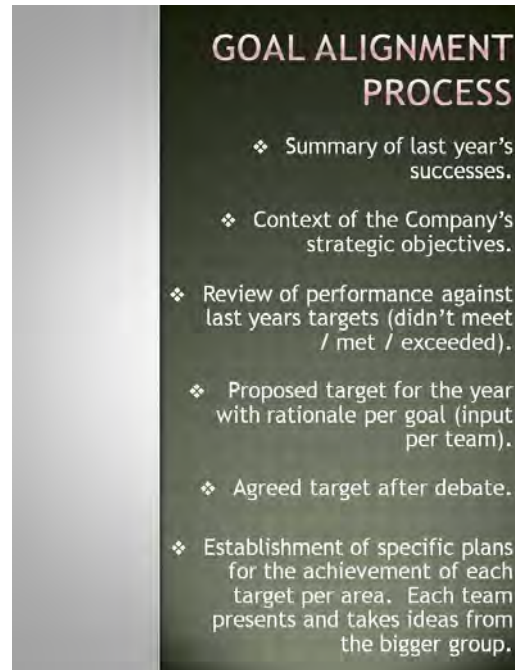 GOAL ALIGNMENT
PROCESS
❖ Summary of last year's
successes.
❖ Context of the Company's
strategic objectives.
❖ Review of performance against
last years targets (didn't meet
/ met / exceeded).
❖ Proposed target for the year
with rationale per goal (input
per team).
❖ Agreed target after debate.
❖ Establishment of specific plans
for the achievement of each
target per area. Each team
presents and takes ideas from
the bigger group.